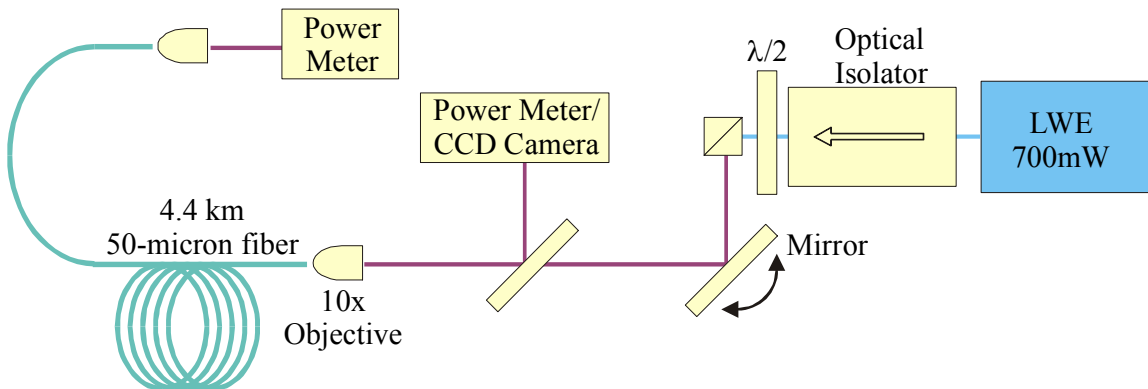 Power
Meter
Power Meter/
CCD Camera
λ/2
Optical
Isolator
LWE
700mW
4.4 km
50-micron fiber
10x
Objective
Mirror